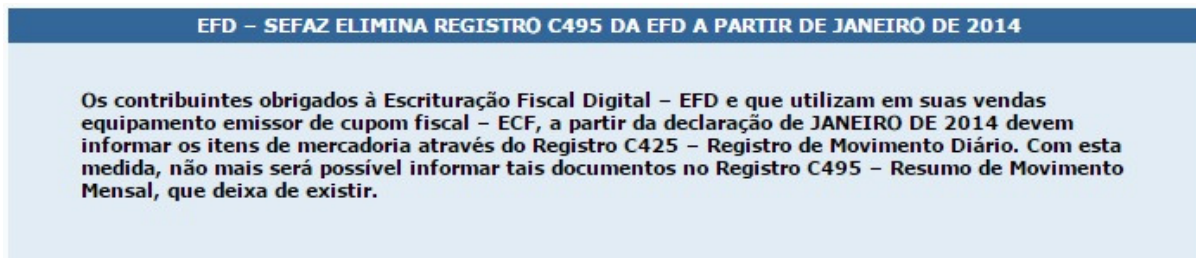 EFD – SEFAZ ELIMINA REGISTRO C495 DA EFD A PARTIR DE JANEIRO DE 2014
Os contribuintes obrigados à Escrituração Fiscal Digital – EFD e que utilizam em suas vendas
equipamento emissor de cupom fiscal – ECF, a partir da declaração de JANEIRO DE 2014 devem
informar os itens de mercadoria através do Registro C425 – Registro de Movimento Diário. Com esta
medida, não mais será possível informar tais documentos no Registro C495 – Resumo de Movimento
Mensal, que deixa de existir.